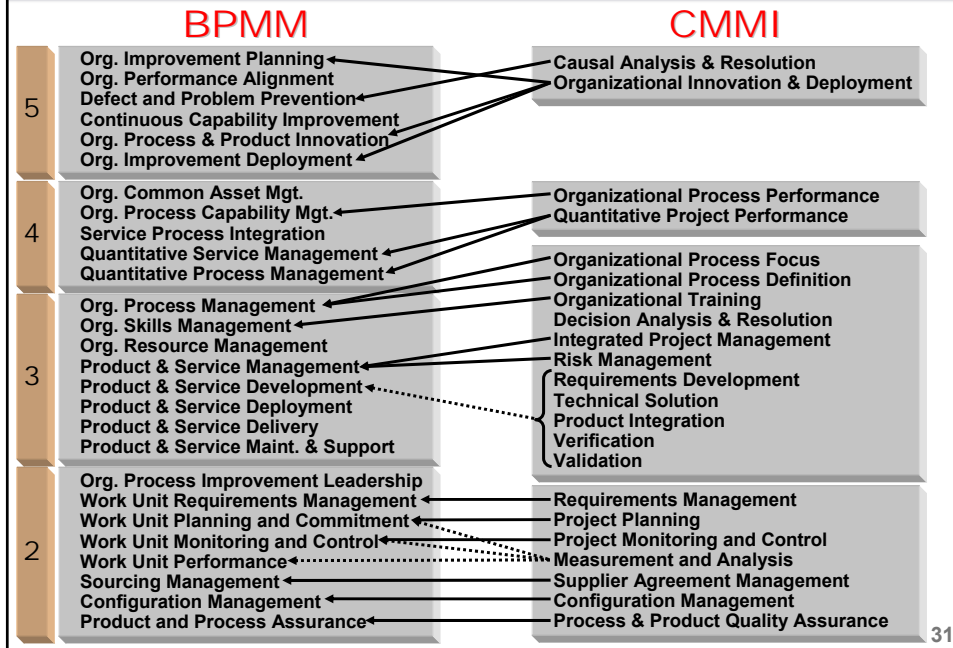 BPMM
CMMI
5
Org. Improvement Planning
Org. Performance Alignment
Defect and Problem Prevention
Continuous Capability Improvement
Org. Process & Product Innovation
Org. Improvement Deployment
Causal Analysis & Resolution
Organizational Innovation & Deployment
4
Org. Common Asset Mgt.
Org. Process Capability Mgt.
Service Process Integration
Quantitative Service Management
Quantitative Process Management
Organizational Process Performance
Quantitative Project Performance
3
Org. Process Management
Org. Skills Management
Org. Resource Management
Product & Service Management
Product & Service Development
Product & Service Deployment
Product & Service Delivery
Product & Service Maint. & Support
Organizational Process Focus
Organizational Process Definition
Organizational Training
Decision Analysis & Resolution
Integrated Project Management
Risk Management
Requirements Development
Technical Solution
Product Integration
Verification
Validation
2
Org. Process Improvement Leadership
Work Unit Requirements Management
Work Unit Planning and Commitment
Work Unit Monitoring and Control
Work Unit Performance
Sourcing Management
Configuration Management
Product and Process Assurance
Requirements Management
Project Planning
Project Monitoring and Control
Measurement and Analysis
Supplier Agreement Management
Configuration Management
Process & Product Quality Assurance
31